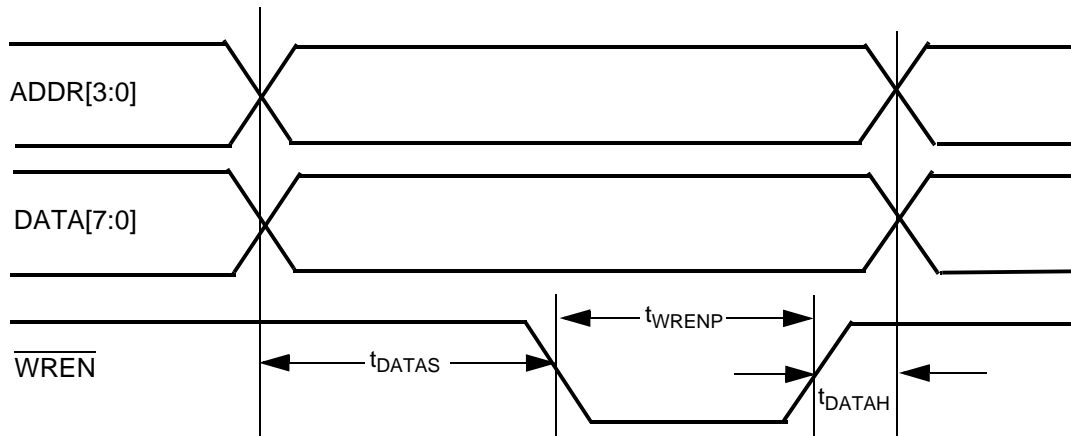 ADDR[3:0]
DATA[7:0]
tWRENP
WREN
tDATAS
tDATAH